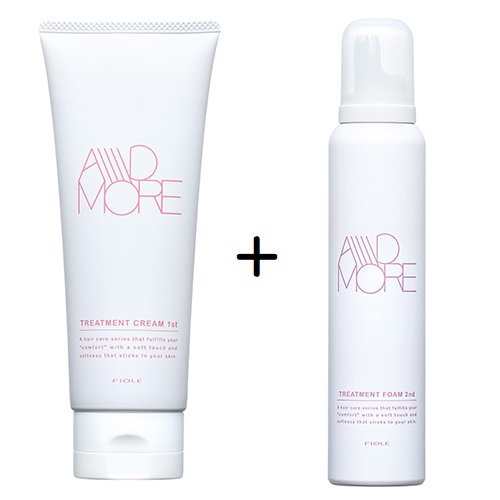 AND
MORE
TREATMENT CREAM 1st
A hair care series that fulfills your
"comfort" with a soft touch and
softness that sticks to your skin.
FIOLE
+
AND
MORE
TREATMENT FOAM 2nd
A hair care series that fulfills your
"comfort" with a soft touch and
softness that sticks to your skin.
FIOLE